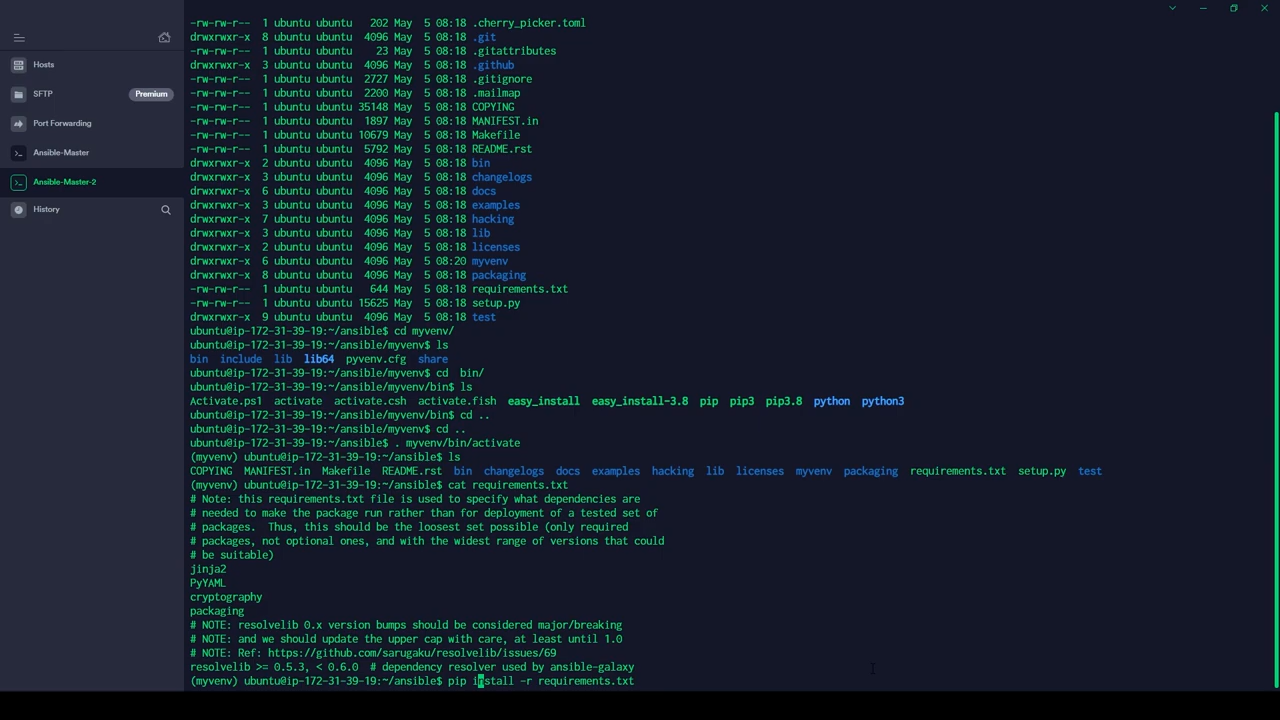 Hosts
SFTP Premium
Port Forwarding
Ansible-Master
Ansible-Master-2
History
-rw-rw-r-- 1 ubuntu ubuntu 202 May 5 08:18 .cherry_picker.toml
drwxrwxr-x 8 ubuntu ubuntu 4096 May 5 08:18 .git
-rw-rw-r-- 1 ubuntu ubuntu 23 May 5 08:18 .gitattributes
drwxrwxr-x 3 ubuntu ubuntu 4096 May 5 08:18 .github
-rw-rw-r-- 1 ubuntu ubuntu 2727 May 5 08:18 .gitignore
-rw-rw-r-- 1 ubuntu ubuntu 2200 May 5 08:18 .mailmap
-rw-rw-r-- 1 ubuntu ubuntu 35148 May 5 08:18 COPYING
-rw-rw-r-- 1 ubuntu ubuntu 1897 May 5 08:18 MANIFEST.in
-rw-rw-r-- 1 ubuntu ubuntu 10679 May 5 08:18 Makefile
-rw-rw-r-- 1 ubuntu ubuntu 5792 May 5 08:18 README.rst
drwxrwxr-x 2 ubuntu ubuntu 4096 May 5 08:18 bin
drwxrwxr-x 3 ubuntu ubuntu 4096 May 5 08:18 changelogs
drwxrwxr-x 6 ubuntu ubuntu 4096 May 5 08:18 docs
drwxrwxr-x 3 ubuntu ubuntu 4096 May 5 08:18 examples
drwxrwxr-x 7 ubuntu ubuntu 4096 May 5 08:18 hacking
drwxrwxr-x 3 ubuntu ubuntu 4096 May 5 08:18 lib
drwxrwxr-x 2 ubuntu ubuntu 4096 May 5 08:18 licenses
drwxrwxr-x 6 ubuntu ubuntu 4096 May 5 08:20 myvenv
drwxrwxr-x 8 ubuntu ubuntu 4096 May 5 08:18 packaging
-rw-rw-r-- 1 ubuntu ubuntu 644 May 5 08:18 requirements.txt
-rw-rw-r-- 1 ubuntu ubuntu 15625 May 5 08:18 setup.py
drwxrwxr-x 9 ubuntu ubuntu 4096 May 5 08:18 test
ubuntu@ip-172-31-39-19:~/ansible$ cd myvenv/
ubuntu@ip-172-31-39-19:~/ansible/myvenv$ ls
bin include lib lib64 pyvenv.cfg share
ubuntu@ip-172-31-39-19:~/ansible/myvenv$ cd bin/
ubuntu@ip-172-31-39-19:~/ansible/myvenv/bin$ ls
Activate.ps1 activate activate.csh activate.fish easy_install easy_install-3.8 pip pip3 pip3.8 python python3
ubuntu@ip-172-31-39-19:~/ansible/myvenv/bin$ cd ..
ubuntu@ip-172-31-39-19:~/ansible/myvenv$ cd ..
ubuntu@ip-172-31-39-19:~/ansible$ . myvenv/bin/activate
(myvenv) ubuntu@ip-172-31-39-19:~/ansible$ ls
COPYING MANIFEST.in Makefile README.rst bin changelogs docs examples hacking lib licenses myvenv packaging requirements.txt setup.py test
(myvenv) ubuntu@ip-172-31-39-19:~/ansible$ cat requirements.txt
# Note: this requirements.txt file is used to specify what dependencies are
# needed to make the package run rather than for deployment of a tested set of
# packages. Thus, this should be the loosest set possible (only required
# packages, not optional ones, and with the widest range of versions that could
# be suitable)
jinja2
PyYAML
cryptography
packaging
# NOTE: resolvelib 0.x version bumps should be considered major/breaking
# NOTE: and we should update the upper cap with care, at least until 1.0
# NOTE: Ref: https://github.com/sarugaku/resolvelib/issues/69
resolvelib >= 0.5.3, < 0.6.0 # dependency resolver used by ansible-galaxy
(myvenv) ubuntu@ip-172-31-39-19:~/ansible$ pip install -r requirements.txt